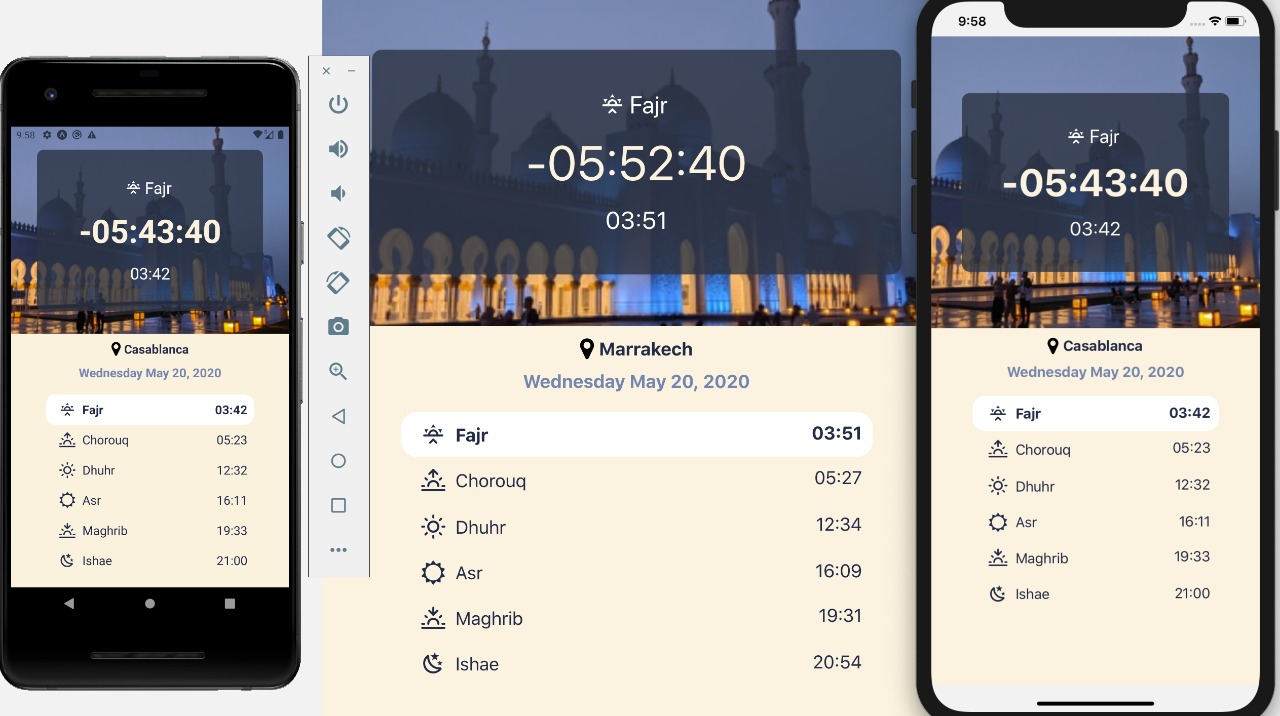 9:58
Fajr
-05:43:40
03:42
Casablanca
Wednesday May 20, 2020
Fajr 03:42
Chorouq 05:23
Dhuhr 12:32
Asr 16:11
Maghrib 19:33
Ishae 21:00
Fajr
-05:52:40
03:51
Marrakech
Wednesday May 20, 2020
Fajr 03:51
Chorouq 05:27
Dhuhr 12:34
Asr 16:09
Maghrib 19:31
Ishae 20:54
9:58
Fajr
-05:43:40
03:42
Casablanca
Wednesday May 20, 2020
Fajr 03:42
Chorouq 05:23
Dhuhr 12:32
Asr 16:11
Maghrib 19:33
Ishae 21:00